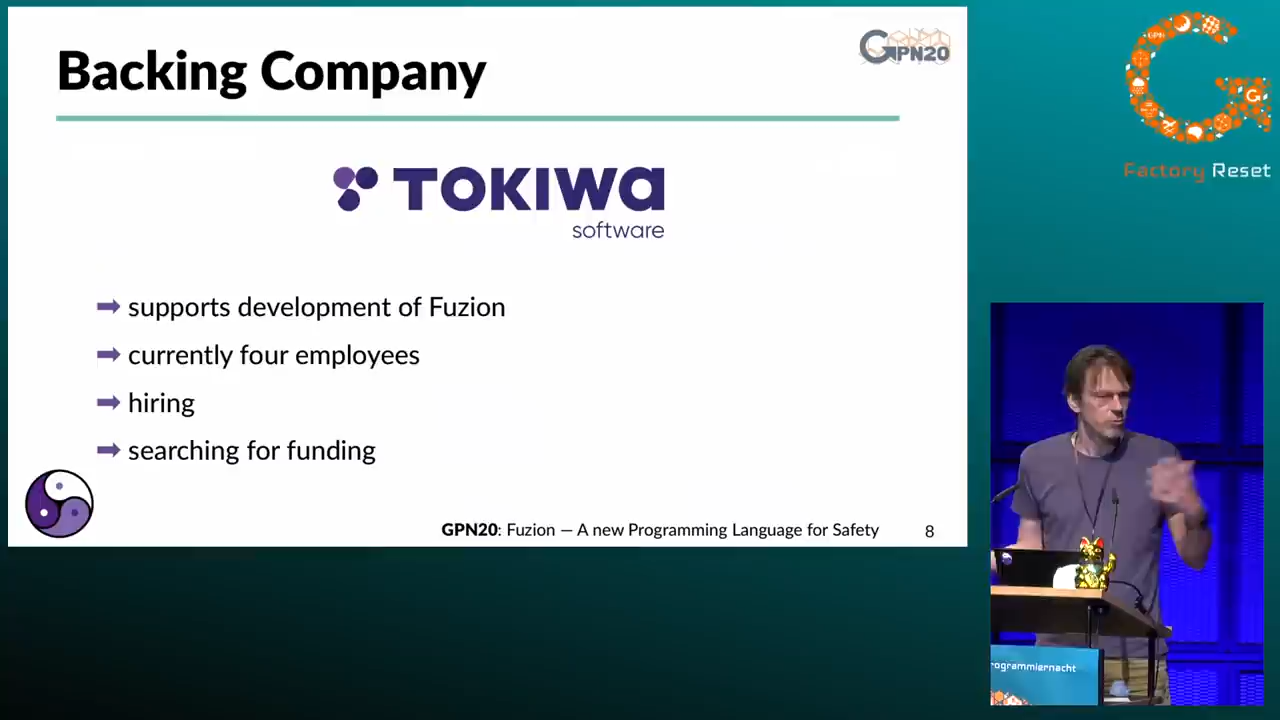 Backing Company
GPN20
TOKIWA
software
➡ supports development of Fuzion
➡ currently four employees
➡ hiring
➡ searching for funding
GPN20: Fuzion — A new Programming Language for Safety
8
Factory Reset
rogrammiernacht